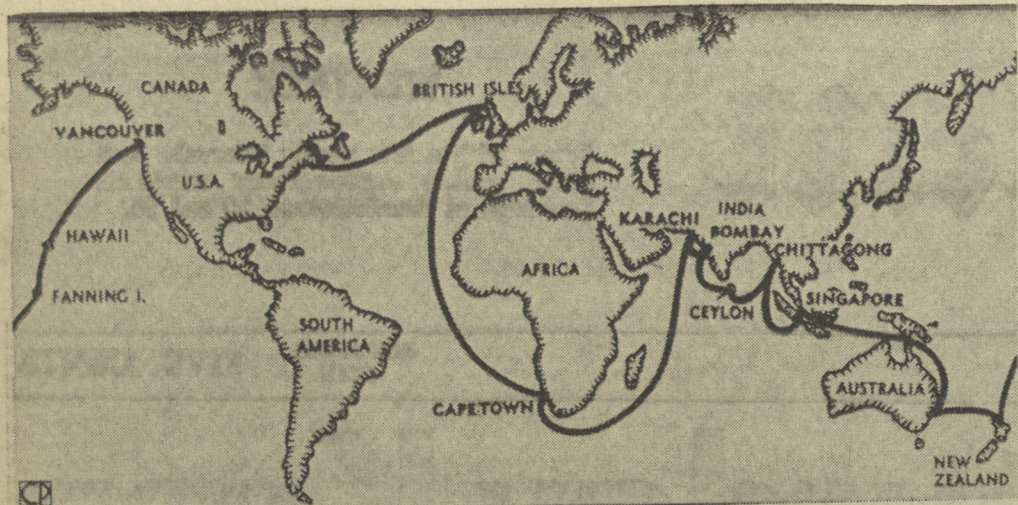 CANADA
BRITISH ISLES
VANCOUVER
U.S.A.
HAWAII
FANNING I.
SOUTH
AMERICA
AFRICA
KARACHI
INDIA
BOMBAY
CHITTAGONG
CEYLON
SINGAPORE
CAPETOWN
AUSTRALIA
NEW
ZEALAND
CP